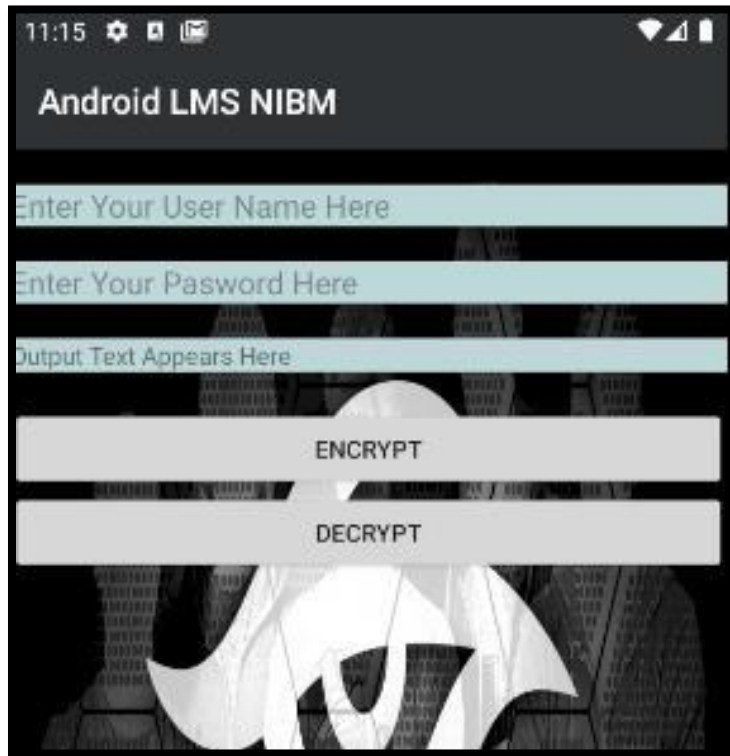 11:15
Android LMS NIBM
Enter Your User Name Here
Enter Your Pasword Here
Output Text Appears Here
ENCRYPT
DECRYPT